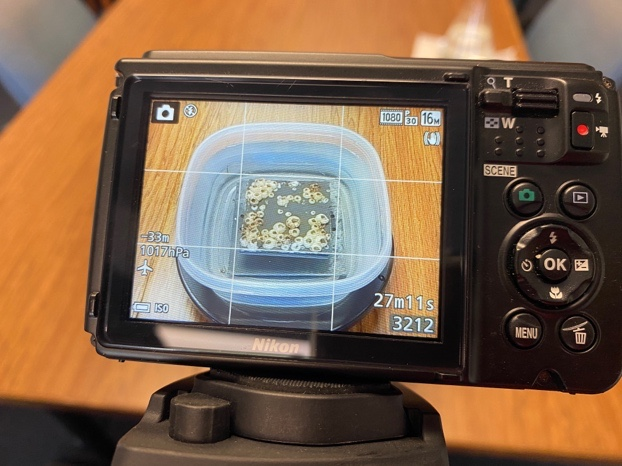 1080 P 30 16M
-33m
1017hPa
ISO
27m11s
3212
Nikon
T
W
SCENE
OK
MENU